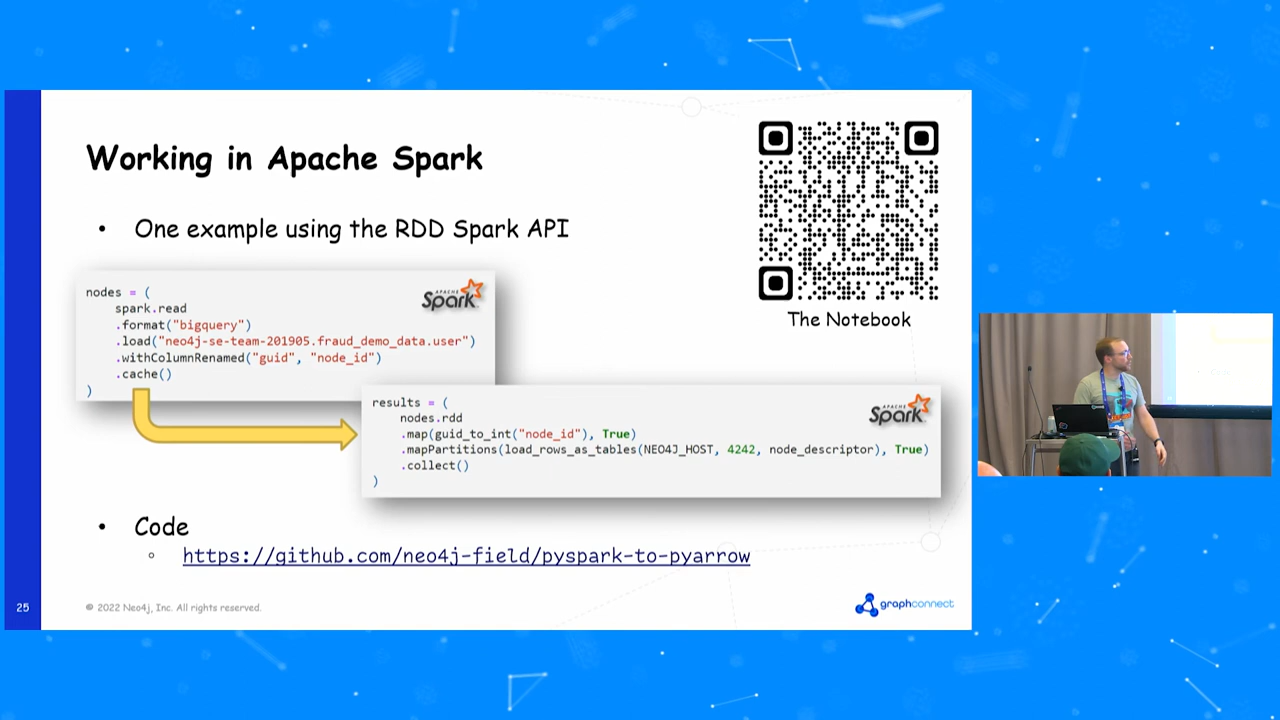 Working in Apache Spark
• One example using the RDD Spark API
nodes = (
spark.read
.format("bigquery")
.load("neo4j-se-team-201905.fraud_demo_data.user")
.withColumnRenamed("guid", "node_id")
.cache()
)
APACHE
Spark
results = (
nodes.rdd
.map(guid_to_int("node_id"), True)
.mapPartitions(load_rows_as_tables(NEO4J_HOST, 4242, node_descriptor), True)
.collect()
)
APACHE
Spark
The Notebook
• Code
○ https://github.com/neo4j-field/pyspark-to-pyarrow
25
© 2022 Neo4j, Inc. All rights reserved.
graphconnect